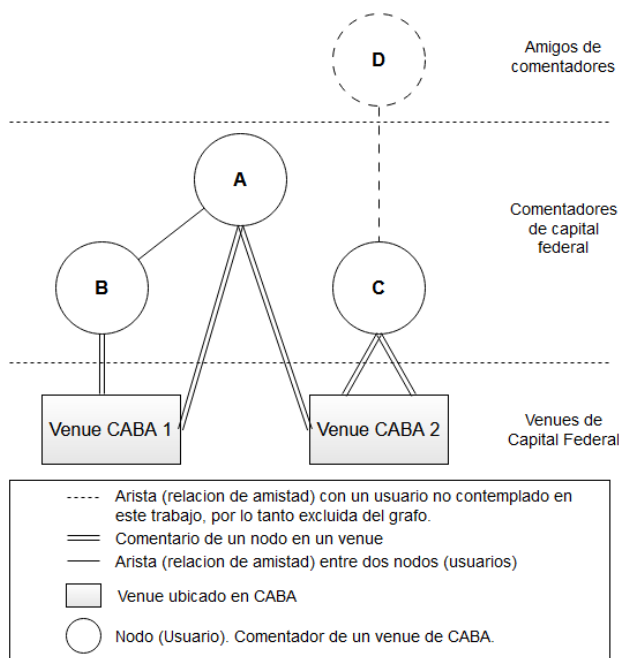 D
Amigos de
comentadores
A
Comentadores
de capital
federal
B
C
Venue CABA 1
Venue CABA 2
Venues de
Capital Federal
Arista (relacion de amistad) con un usuario no contemplado en
este trabajo, por lo tanto excluida del grafo.
Comentario de un nodo en un venue
Arista (relacion de amistad) entre dos nodos (usuarios)
Venue ubicado en CABA
Nodo (Usuario). Comentador de un venue de CABA.